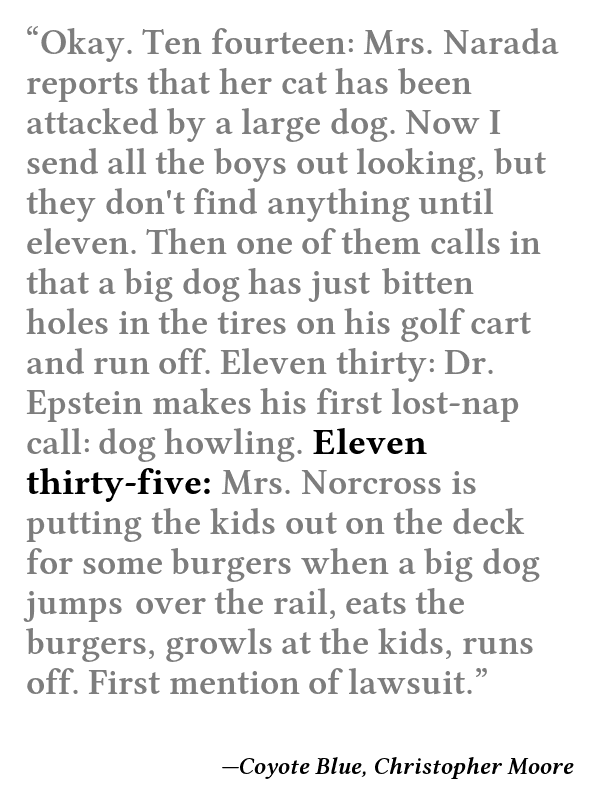 “Okay. Ten fourteen: Mrs. Narada
reports that her cat has been
attacked by a large dog. Now I
send all the boys out looking, but
they don't find anything until
eleven. Then one of them calls in
that a big dog has just bitten
holes in the tires on his golf cart
and run off. Eleven thirty: Dr.
Epstein makes his first lost-nap
call: dog howling. Eleven
thirty-five: Mrs. Norcross is
putting the kids out on the deck
for some burgers when a big dog
jumps over the rail, eats the
burgers, growls at the kids, runs
off. First mention of lawsuit.”
—Coyote Blue, Christopher Moore